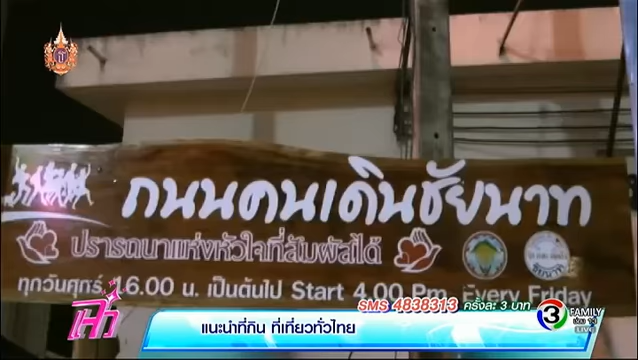 ถนนคนเดินชัยนาท
ปรารถนาแห่งหัวใจที่สัมผัสได้
ทุกวันศุกร์ 16.00 น. เป็นต้นไป Start 4.00 Pm. Every Friday
SMS 4838313 ครั้งละ 3 บาท
แนะนำที่กิน ที่เที่ยวทั่วไทย
3 FAMILY
LIVE